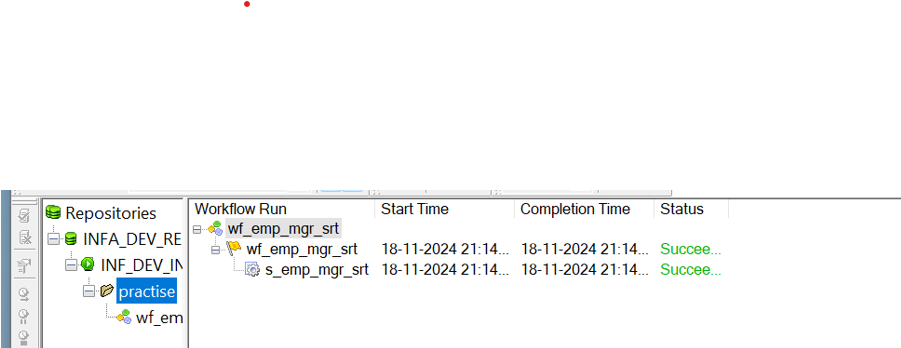 Repositories
INFA_DEV_RE
INF_DEV_IN
practise
wf_em
Workflow Run Start Time Completion Time Status
wf_emp_mgr_srt
wf_emp_mgr_srt 18-11-2024 21:14... 18-11-2024 21:14... Succee...
s_emp_mgr_srt 18-11-2024 21:14... 18-11-2024 21:14... Succee...